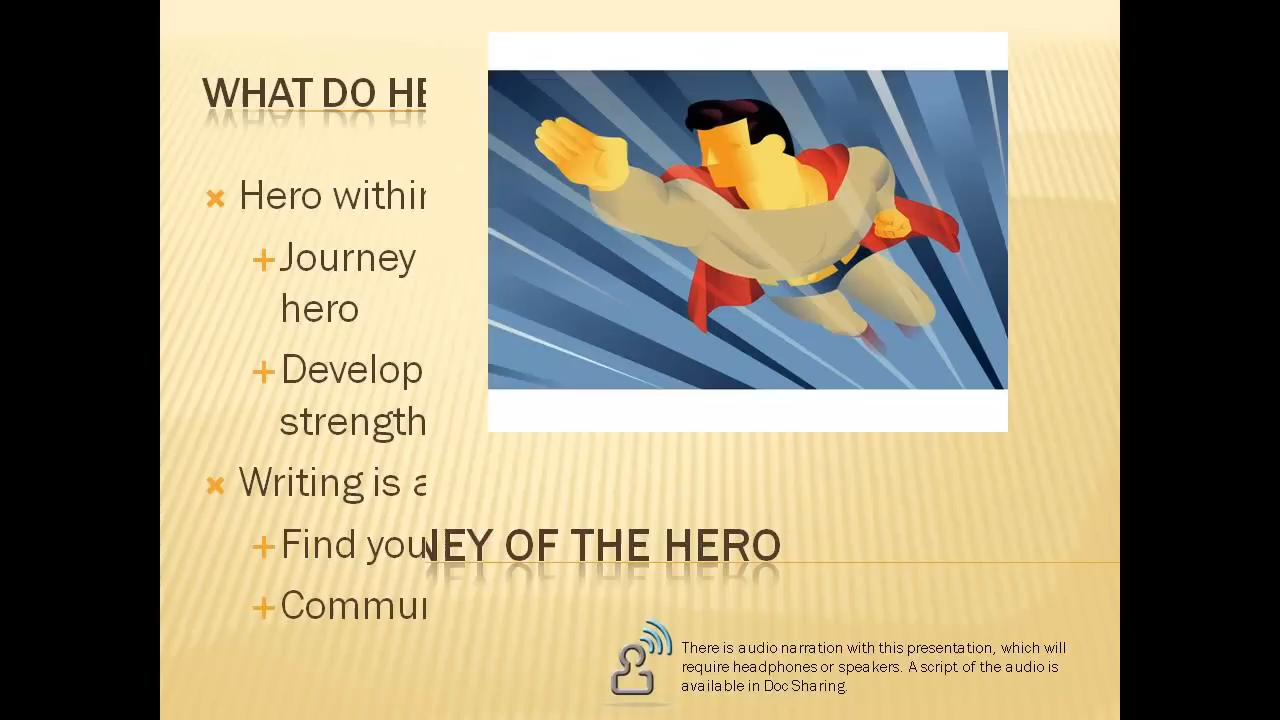 WHAT DO HE
Hero within
Journey
hero
Develop
strength
Writing is a
Find you
NEY OF THE HERO
Commun
There is audio narration with this presentation, which will
require headphones or speakers. A script of the audio is
available in Doc Sharing.